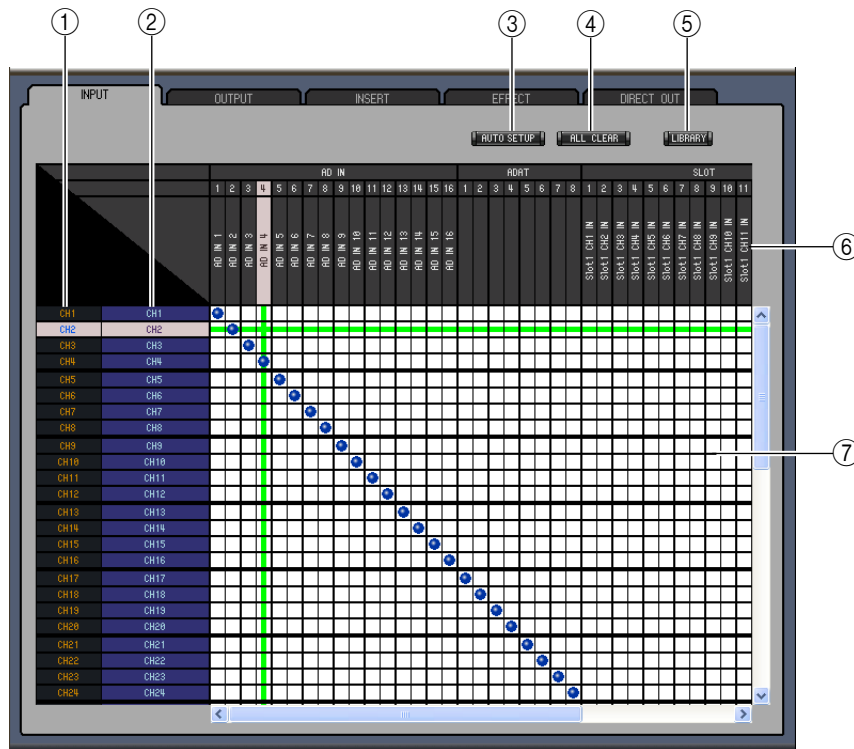 ① ② ③ ④ ⑤
INPUT OUTPUT INSERT EFFECT DIRECT OUT
AUTO SETUP ALL CLEAR LIBRARY
AD IN ADAT SLOT
1 2 3 4 5 6 7 8 9 10 11 12 13 14 15 16 1 2 3 4 5 6 7 8 1 2 3 4 5 6 7 8 9 10 11
AD IN 1
AD IN 2
AD IN 3
AD IN 4
AD IN 5
AD IN 6
AD IN 7
AD IN 8
AD IN 9
AD IN 10
AD IN 11
AD IN 12
AD IN 13
AD IN 14
AD IN 15
AD IN 16
Slot1 CH1 IN
Slot1 CH2 IN
Slot1 CH3 IN
Slot1 CH4 IN
Slot1 CH5 IN
Slot1 CH6 IN
Slot1 CH7 IN
Slot1 CH8 IN
Slot1 CH9 IN
Slot1 CH10 IN
Slot1 CH11 IN
⑥
CH1 CH1
CH2 CH2
CH3 CH3
CH4 CH4
CH5 CH5
CH6 CH6
CH7 CH7
CH8 CH8
CH9 CH9
⑦
CH10 CH10
CH11 CH11
CH12 CH12
CH13 CH13
CH14 CH14
CH15 CH15
CH16 CH16
CH17 CH17
CH18 CH18
CH19 CH19
CH20 CH20
CH21 CH21
CH22 CH22
CH23 CH23
CH24 CH24